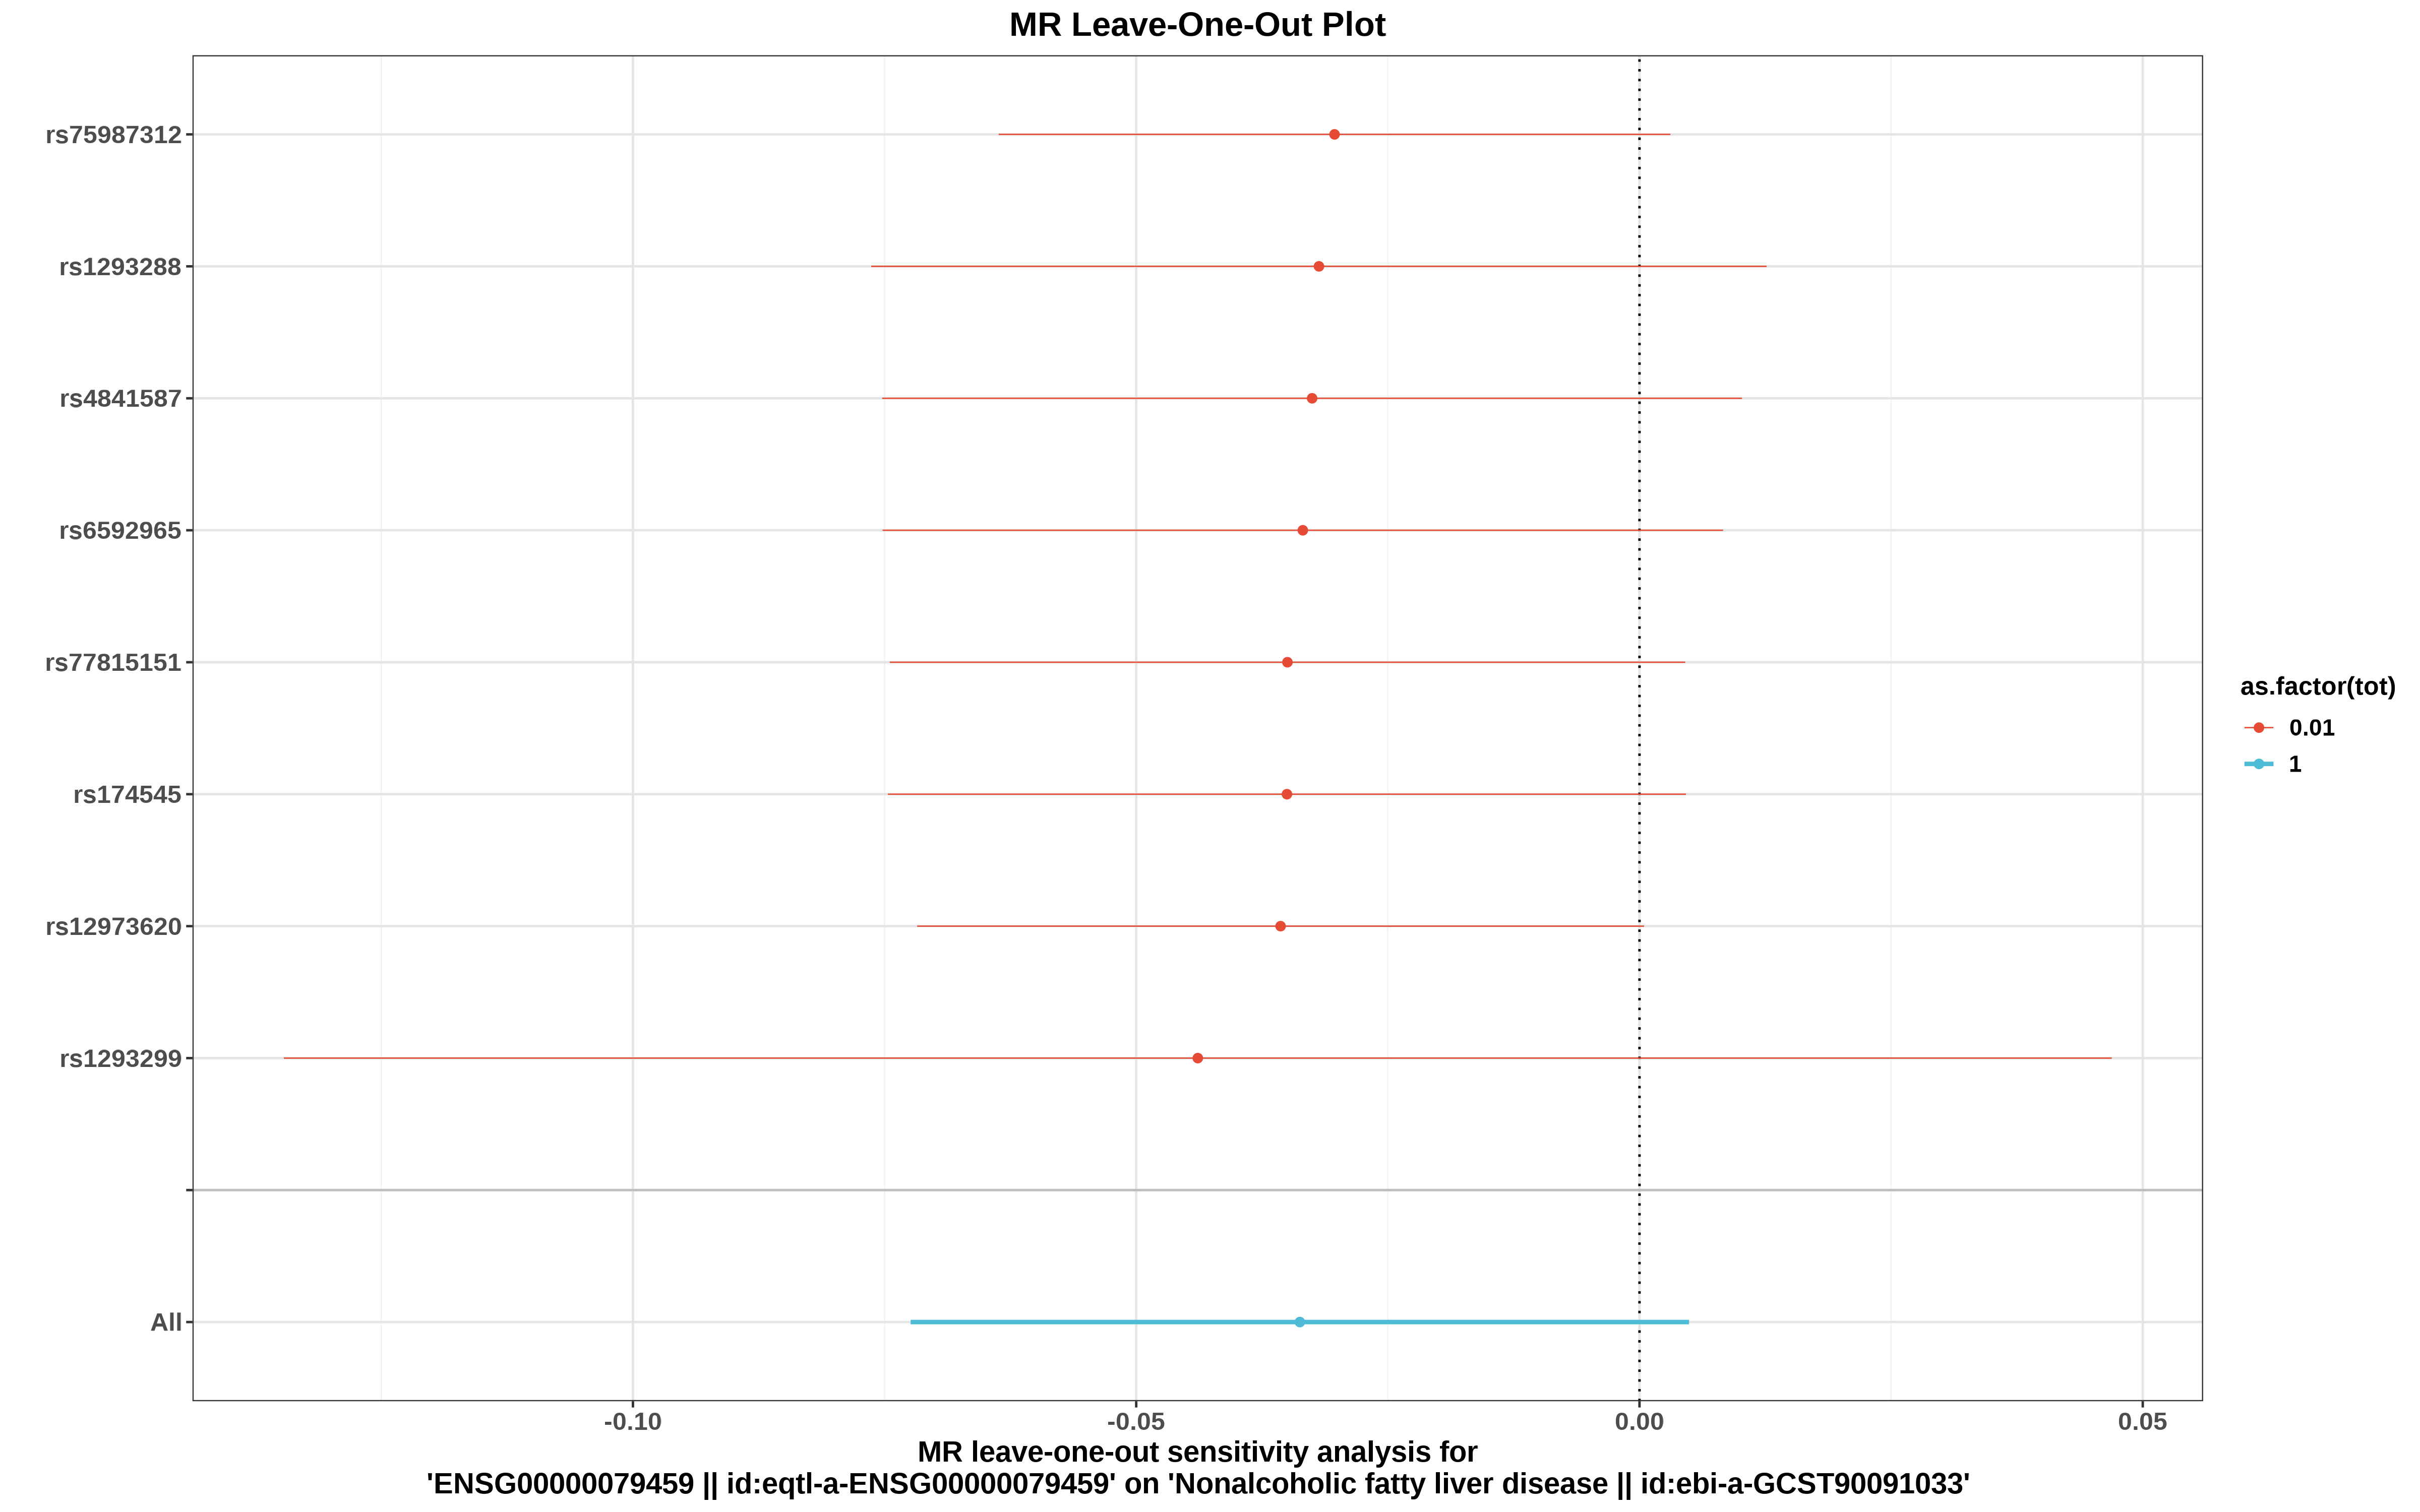 MR Leave-One-Out Plot
rs75987312
rs1293288
rs4841587
rs6592965
rs77815151
rs174545
rs12973620
rs1293299
All
as.factor(tot)
0.01
1
-0.10 -0.05 0.00 0.05
MR leave-one-out sensitivity analysis for
'ENSG00000079459 || id:eqtl-a-ENSG00000079459' on 'Nonalcoholic fatty liver disease || id:ebi-a-GCST90091033'